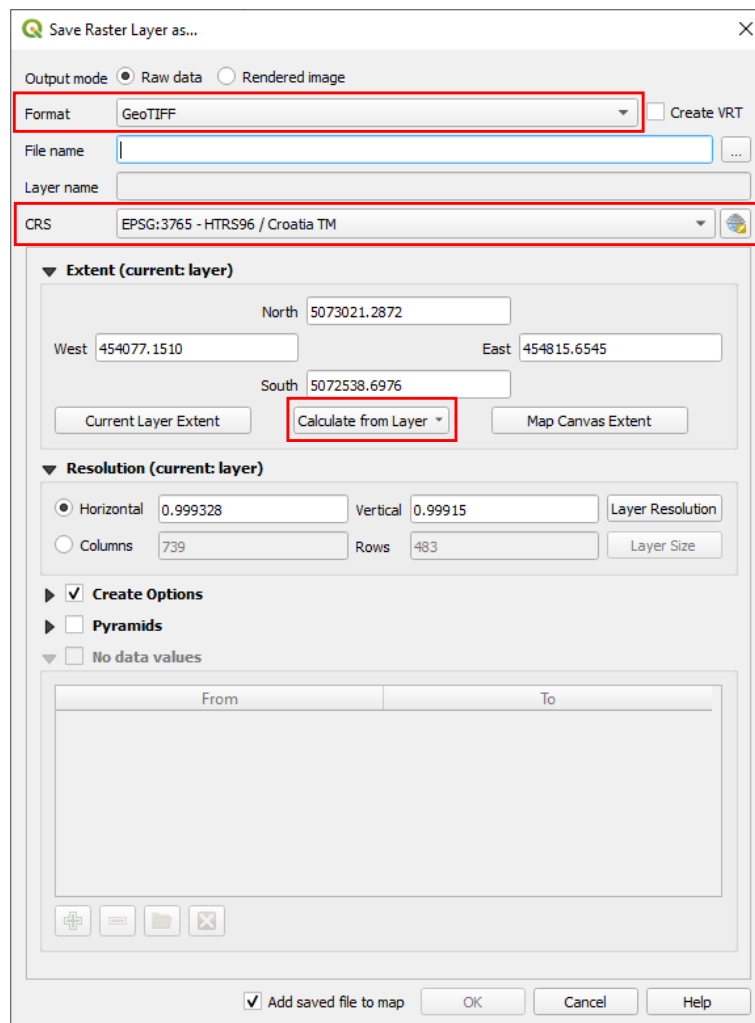 Save Raster Layer as...
Output mode Raw data Rendered image
Format GeoTIFF Create VRT
File name ...
Layer name
CRS EPSG:3765 - HTRS96 / Croatia TM
Extent (current: layer)
North 5073021.2872
West 454077.1510 East 454815.6545
South 5072538.6976
Current Layer Extent Calculate from Layer Map Canvas Extent
Resolution (current: layer)
Horizontal 0.999328 Vertical 0.99915 Layer Resolution
Columns 739 Rows 483 Layer Size
Create Options
Pyramids
No data values
From To
Add saved file to map OK Cancel Help